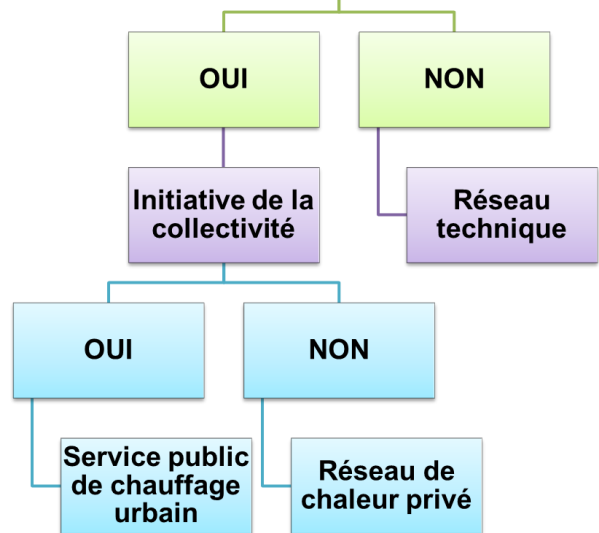 OUI
NON
Initiative de la
collectivité
Réseau
technique
OUI
NON
Service public
de chauffage
urbain
Réseau de
chaleur privé